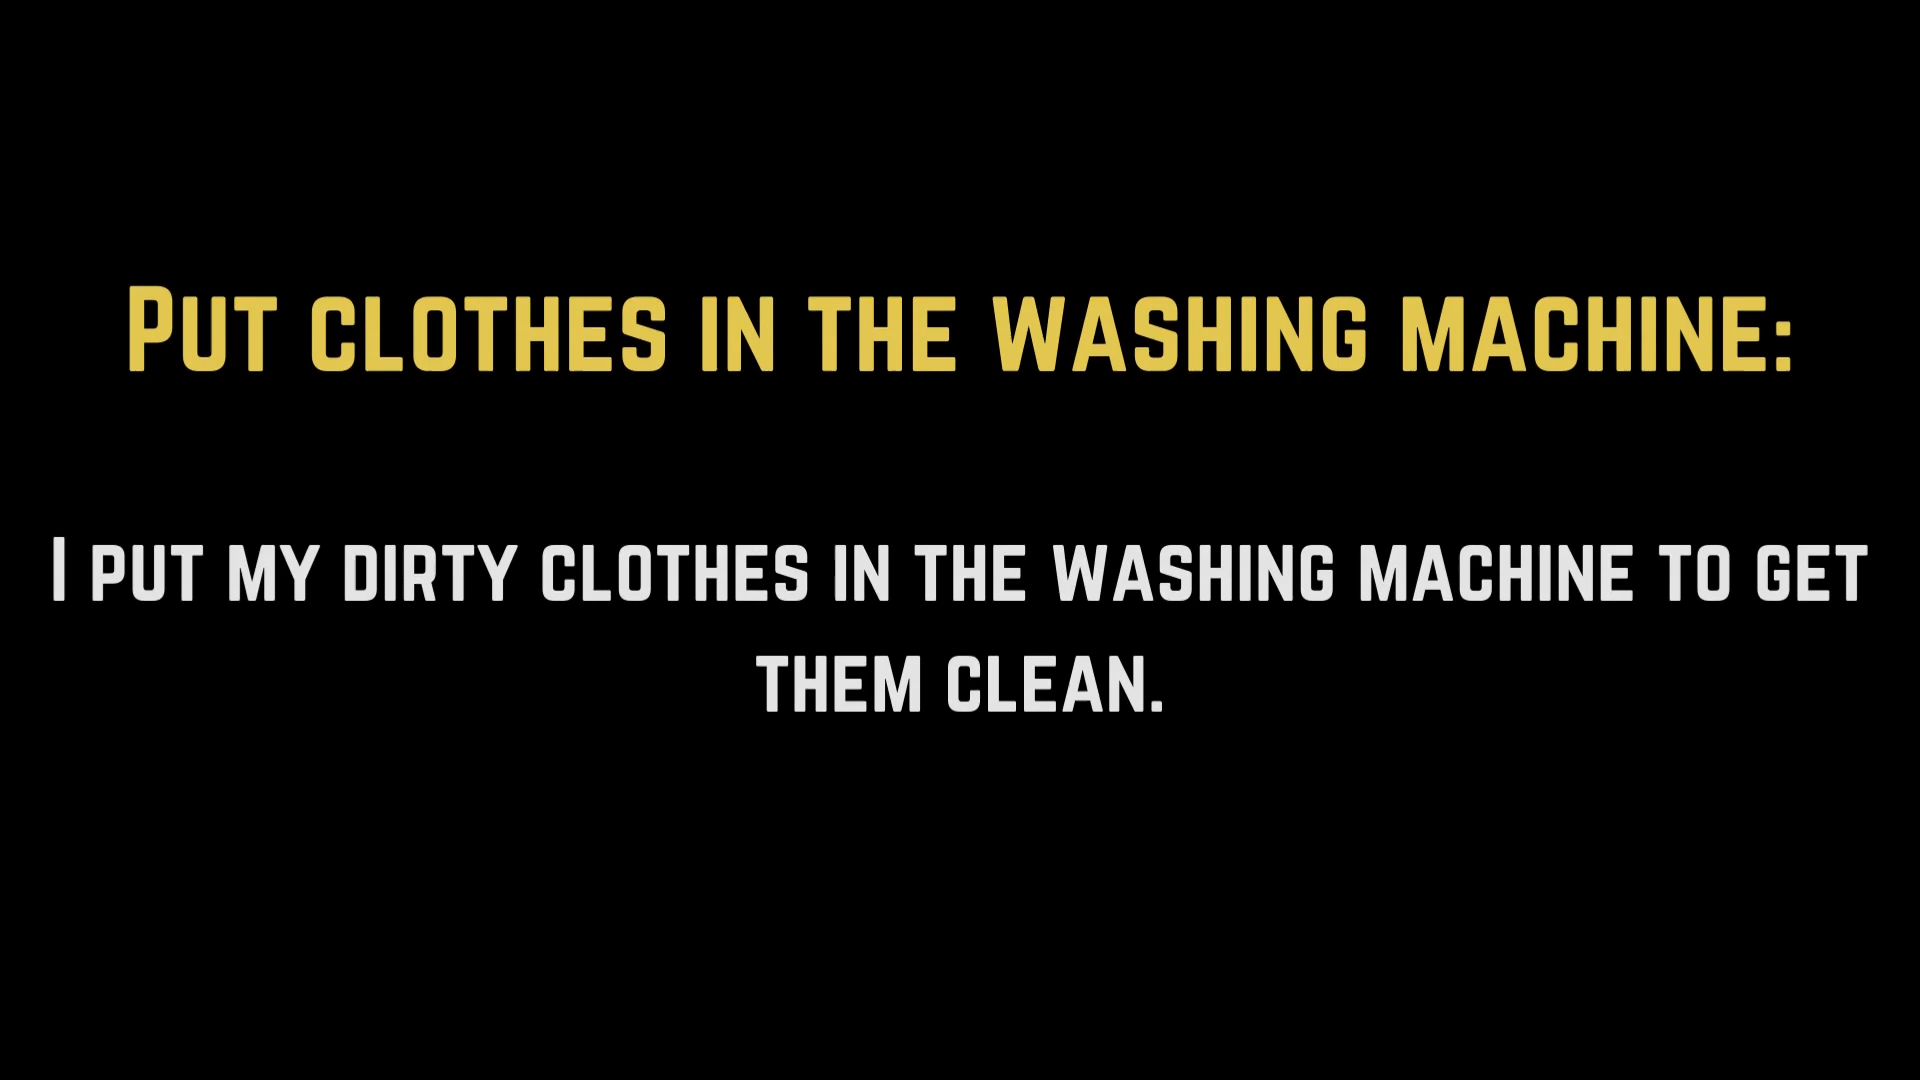 Put clothes in the washing machine:
I put my dirty clothes in the washing machine to get
them clean.